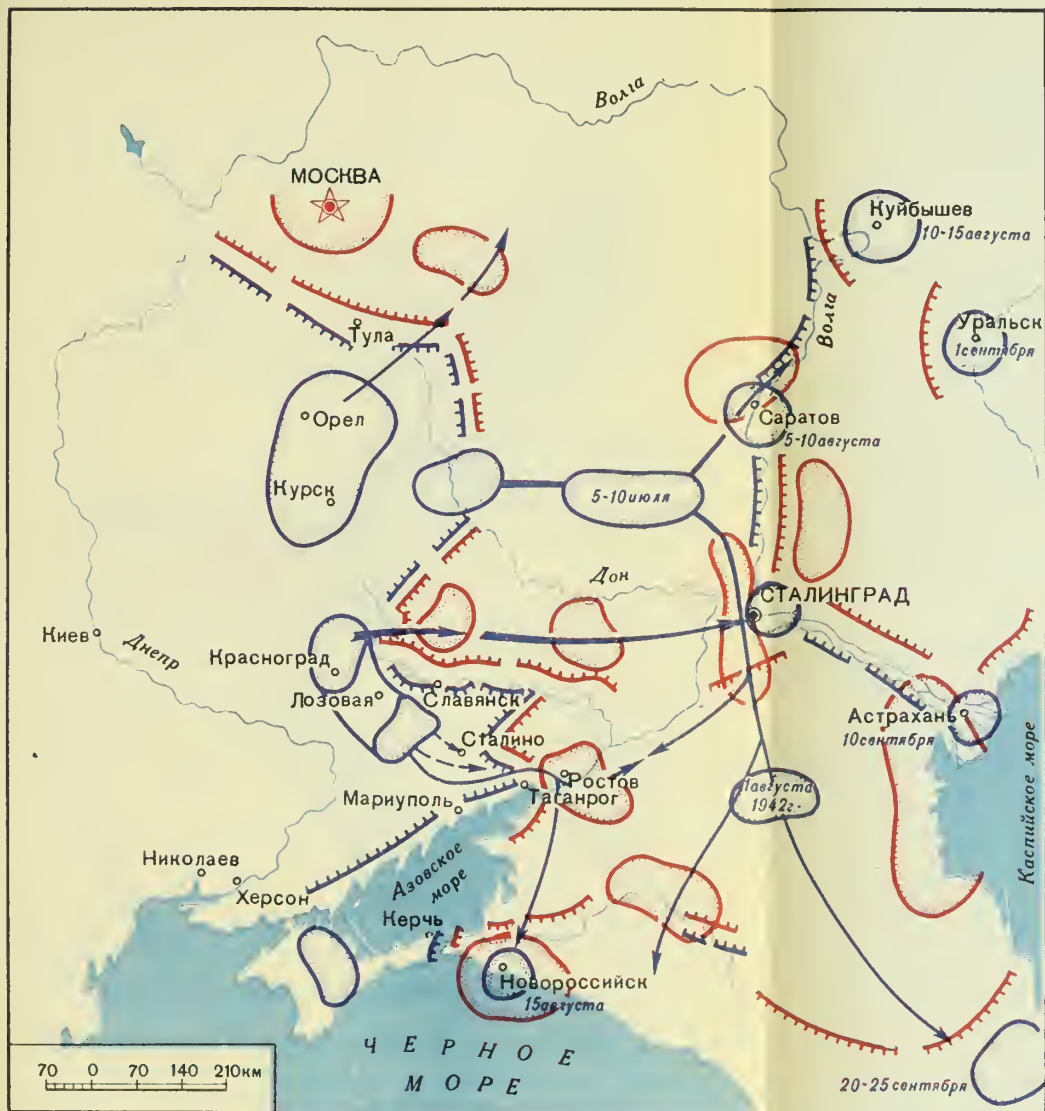 Волга
МОСКВА
Куйбышев
10-15 августа
Волга
Тула
Уральск
1 сентября
Орел
Саратов
5-10 августа
Курск
5-10 июля
Дон
СТАЛИНГРАД
Киев
Днепр
Красноград
Лозовая
Славянск
Астрахань
10 сентября
Сталино
Ростов
Таганрог
Мариуполь
1 августа
1942 г.
Каспийское море
Николаев
Херсон
Азовское
море
Керчь
Новороссийск
15 августа
ЧЕРНОЕ
МОРЕ
70 0 70 140 210 км
20-25 сентября